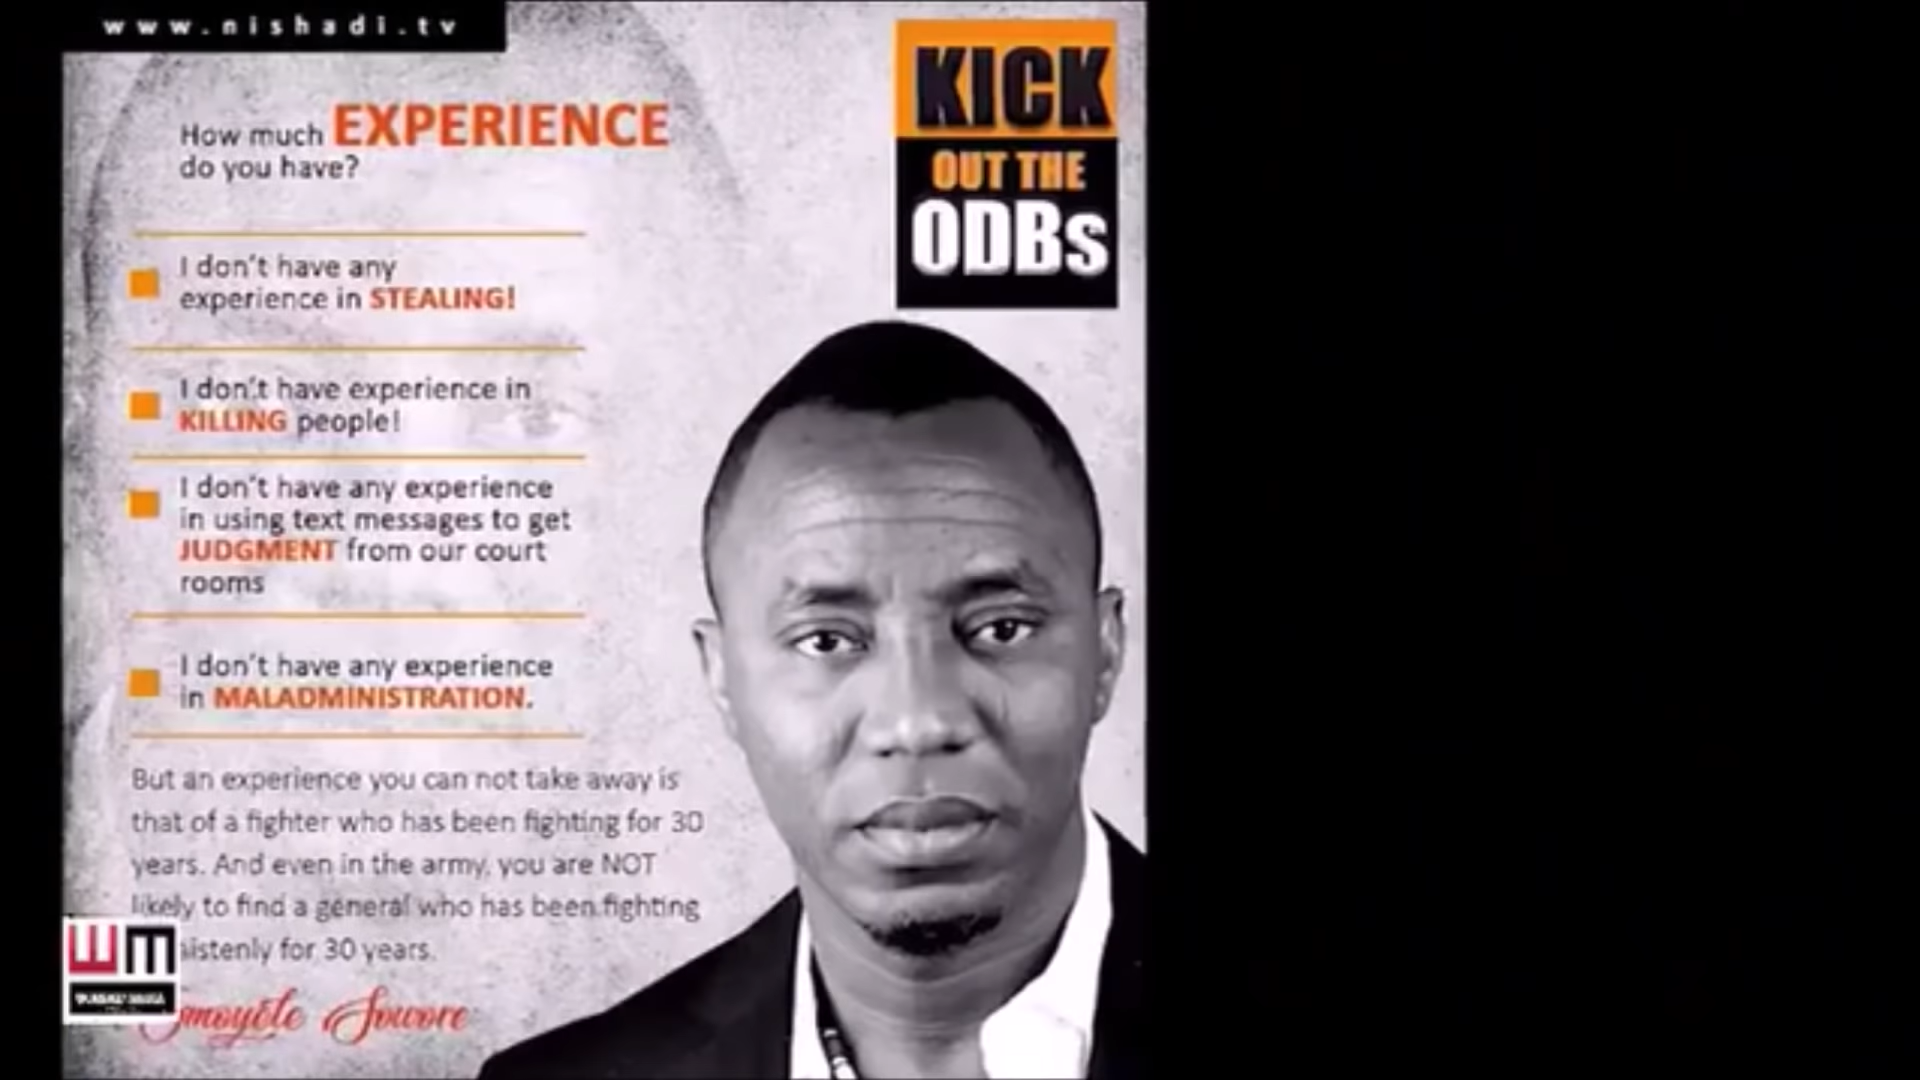 www.nishadi.tv
KICK
OUT THE
ODBs
How much EXPERIENCE
do you have?
I don't have any
experience in STEALING!
I don't have experience in
KILLING people!
I don't have any experience
in using text messages to get
JUDGMENT from our court
rooms
I don't have any experience
in MALADMINISTRATION.
But an experience you can not take away is
that of a fighter who has been fighting for 30
years. And even in the army, you are NOT
likely to find a general who has been fighting
sistenly for 30 years.
WM
Omoyele Sowore